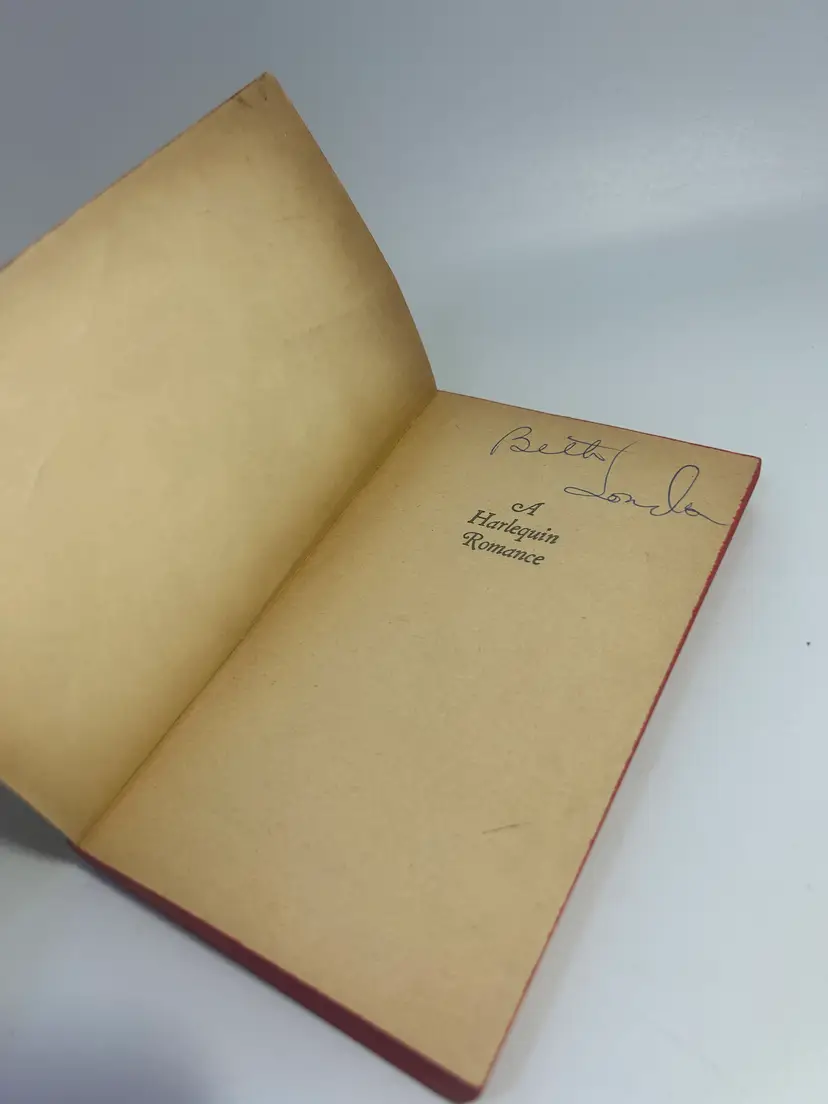 Beth
A
Harlequin
Romance